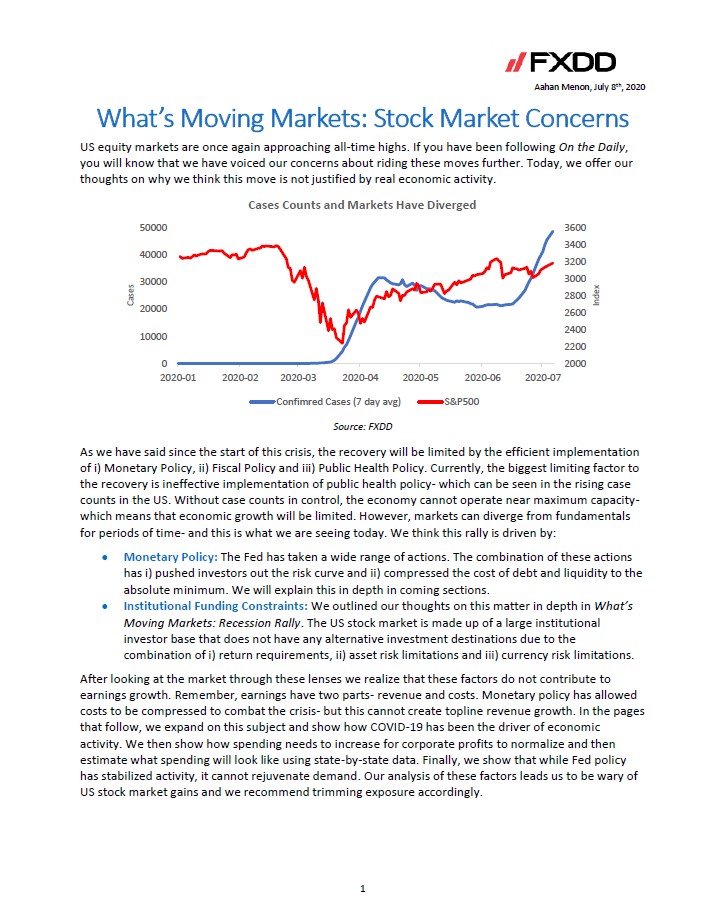 FXDD
Aahan Menon, July 8th, 2020
What's Moving Markets: Stock Market Concerns
US equity markets are once again approaching all-time highs. If you have been following On the Daily,
you will know that we have voiced our concerns about riding these moves further. Today, we offer our
thoughts on why we think this move is not justified by real economic activity.
Cases Counts and Markets Have Diverged
50000
40000
30000
20000
10000
0
Cases
3600
3400
3200
3000
2800
2600
2400
2200
2000
Index
2020-01 2020-02 2020-03 2020-04 2020-05 2020-06 2020-07
Confimred Cases (7 day avg) S&P500
Source: FXDD
As we have said since the start of this crisis, the recovery will be limited by the efficient implementation
of i) Monetary Policy, ii) Fiscal Policy and iii) Public Health Policy. Currently, the biggest limiting factor to
the recovery is ineffective implementation of public health policy- which can be seen in the rising case
counts in the US. Without case counts in control, the economy cannot operate near maximum capacity-
which means that economic growth will be limited. However, markets can diverge from fundamentals
for periods of time- and this is what we are seeing today. We think this rally is driven by:
• Monetary Policy: The Fed has taken a wide range of actions. The combination of these actions
has i) pushed investors out the risk curve and ii) compressed the cost of debt and liquidity to the
absolute minimum. We will explain this in depth in coming sections.
• Institutional Funding Constraints: We outlined our thoughts on this matter in depth in What's
Moving Markets: Recession Rally. The US stock market is made up of a large institutional
investor base that does not have any alternative investment destinations due to the
combination of i) return requirements, ii) asset risk limitations and iii) currency risk limitations.
After looking at the market through these lenses we realize that these factors do not contribute to
earnings growth. Remember, earnings have two parts- revenue and costs. Monetary policy has allowed
costs to be compressed to combat the crisis- but this cannot create topline revenue growth. In the pages
that follow, we expand on this subject and show how COVID-19 has been the driver of economic
activity. We then show how spending needs to increase for corporate profits to normalize and then
estimate what spending will look like using state-by-state data. Finally, we show that while Fed policy
has stabilized activity, it cannot rejuvenate demand. Our analysis of these factors leads us to be wary of
US stock market gains and we recommend trimming exposure accordingly.
1